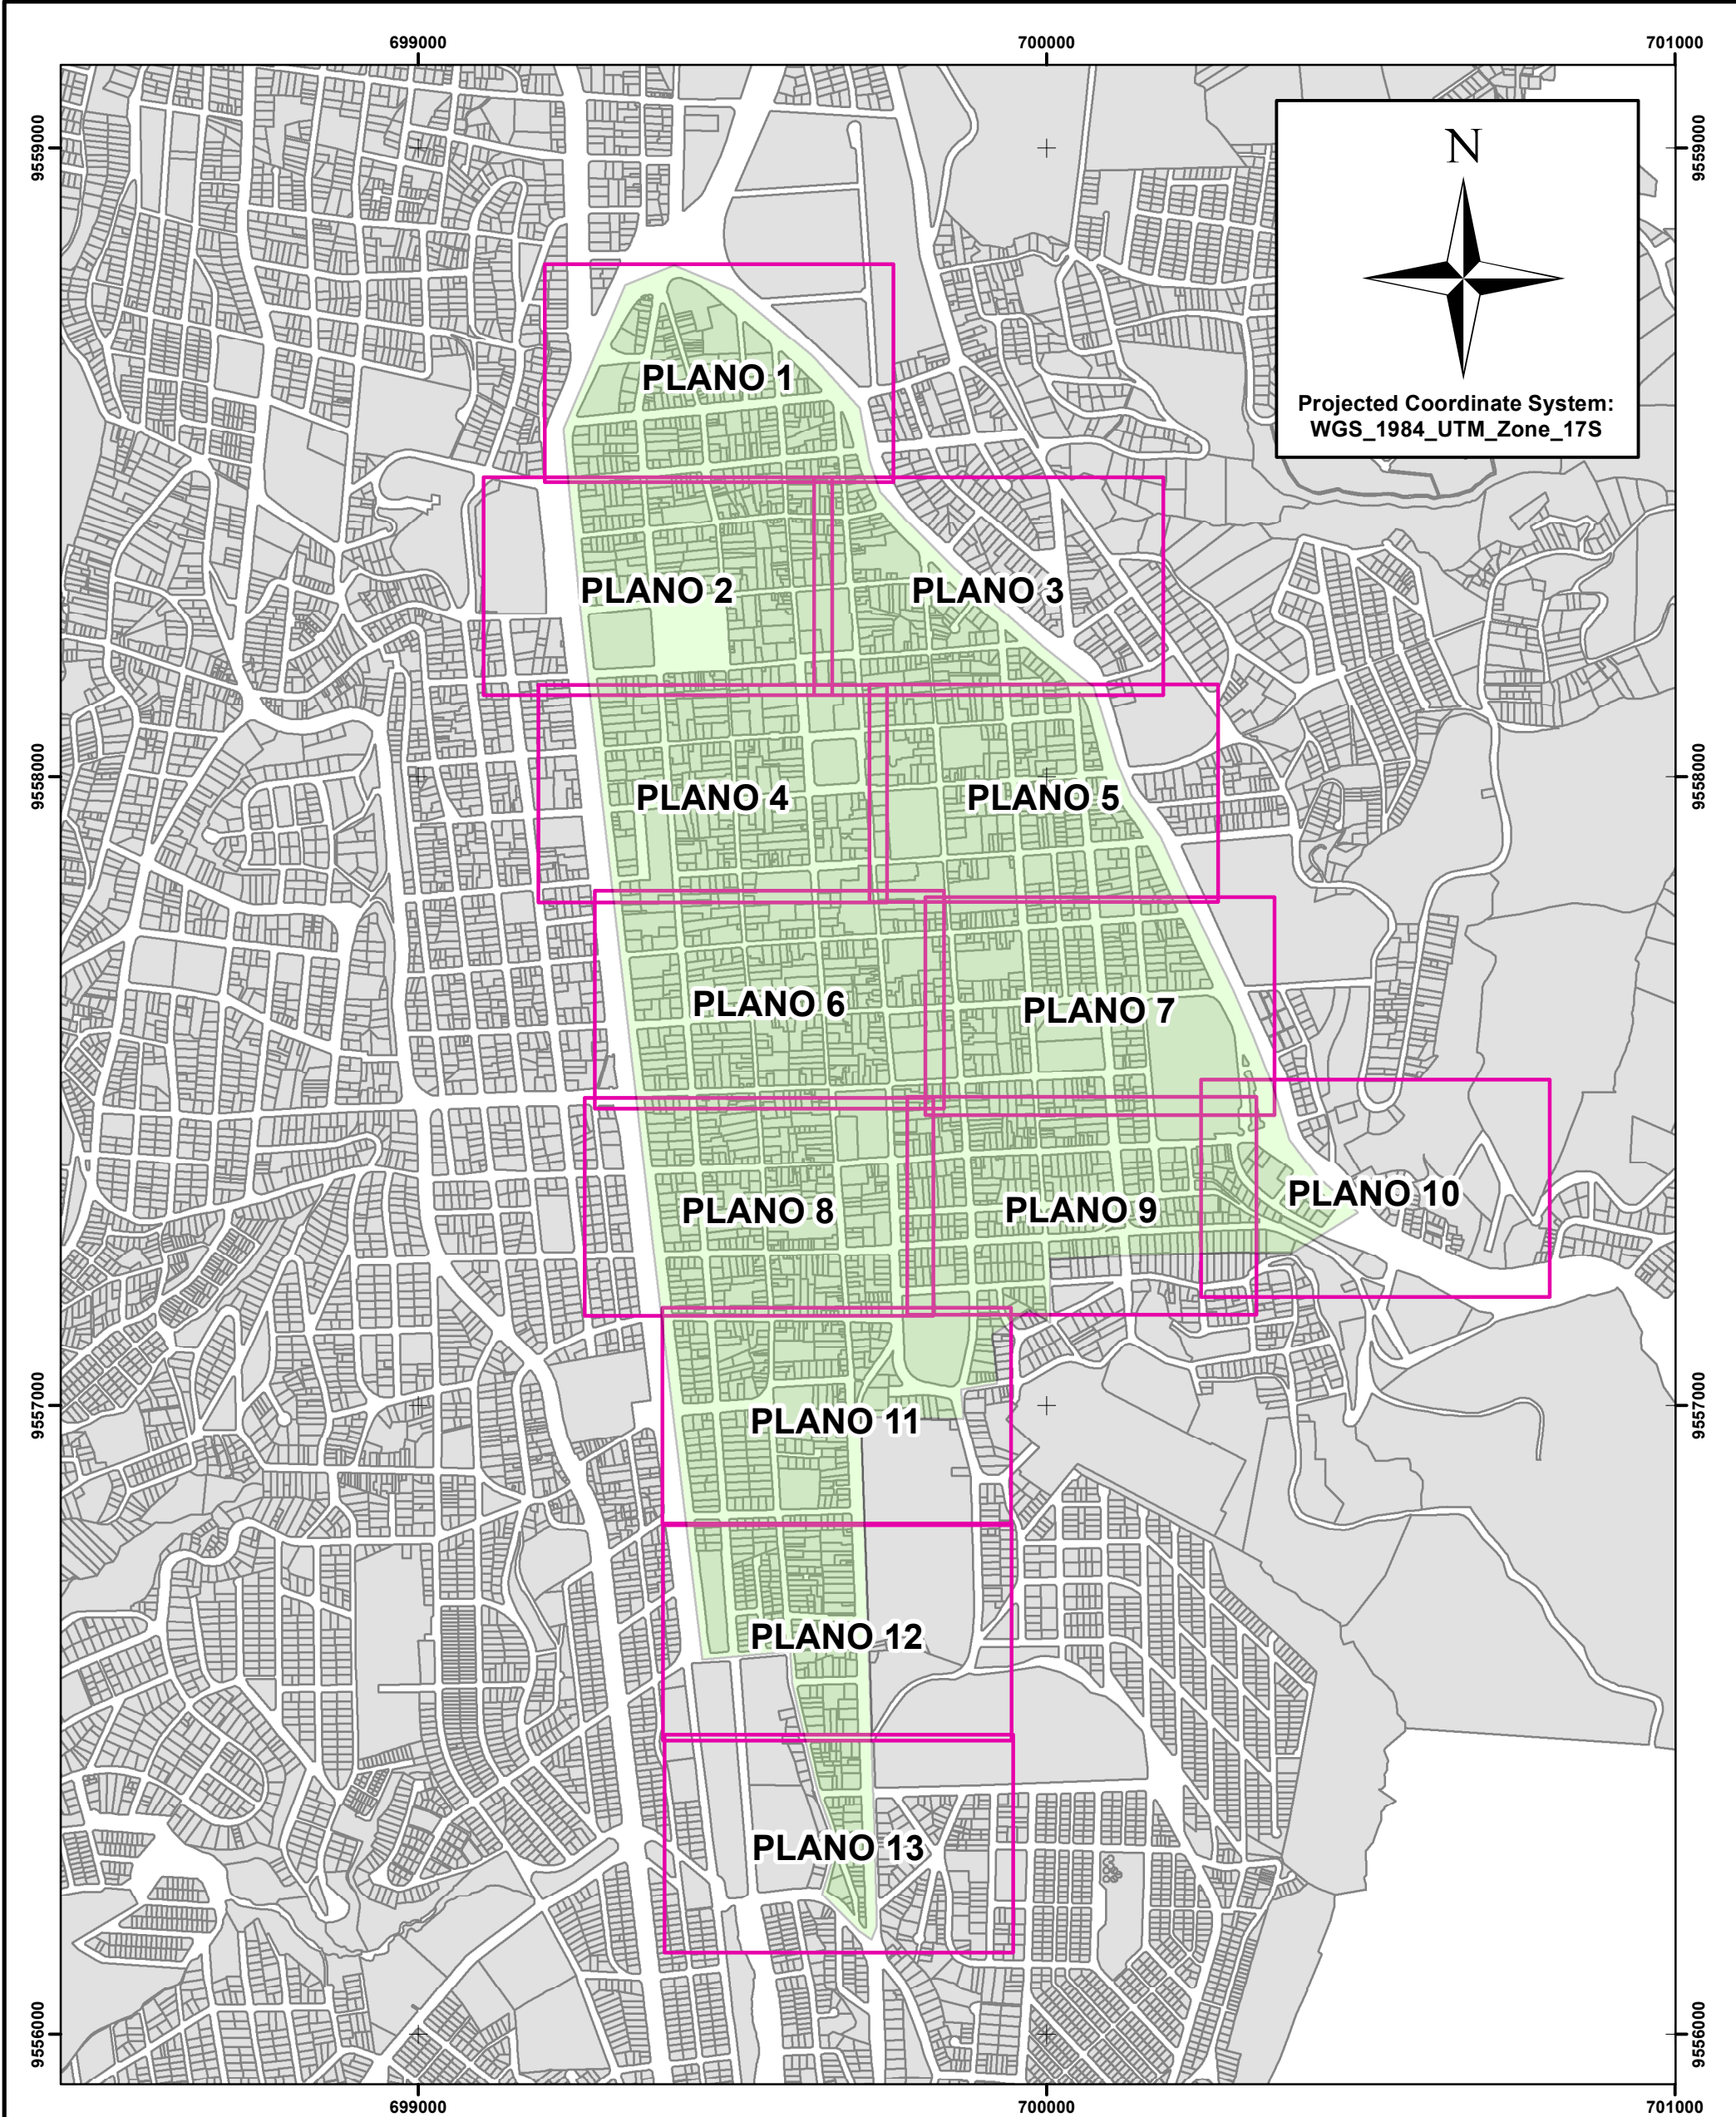 699000
700000
701000
9559000
9559000
N
Projected Coordinate System:
WGS_1984_UTM_Zone_17S
PLANO 1
PLANO 2
PLANO 3
9558000
9558000
PLANO 4
PLANO 5
PLANO 6
PLANO 7
PLANO 8
PLANO 9
PLANO 10
9557000
9557000
PLANO 11
PLANO 12
PLANO 13
9556000
9556000
699000
700000
701000